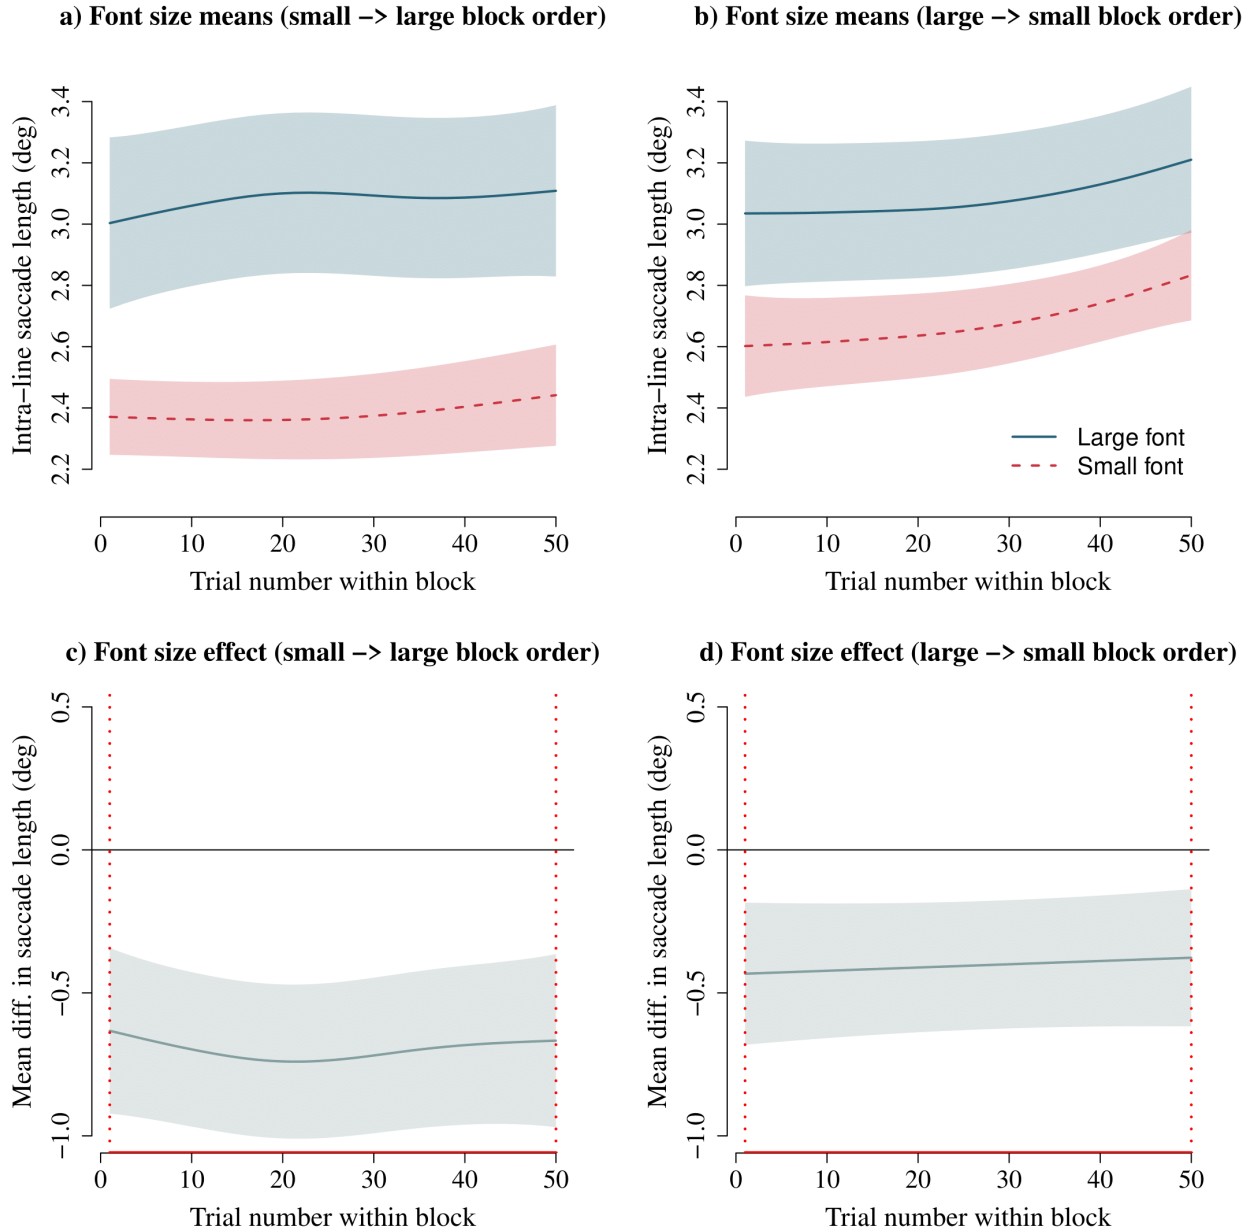 a) Font size means (small −> large block order)
Intra−line saccade length (deg)
3.4
3.2
3.0
2.8
2.6
2.4
2.2
0 10 20 30 40 50
Trial number within block
b) Font size means (large −> small block order)
Intra−line saccade length (deg)
3.4
3.2
3.0
2.8
2.6
2.4
2.2
Large font
Small font
0 10 20 30 40 50
Trial number within block
c) Font size effect (small −> large block order)
Mean diff. in saccade length (deg)
0.5
0.0
−0.5
−1.0
0 10 20 30 40 50
Trial number within block
d) Font size effect (large −> small block order)
Mean diff. in saccade length (deg)
0.5
0.0
−0.5
−1.0
0 10 20 30 40 50
Trial number within block